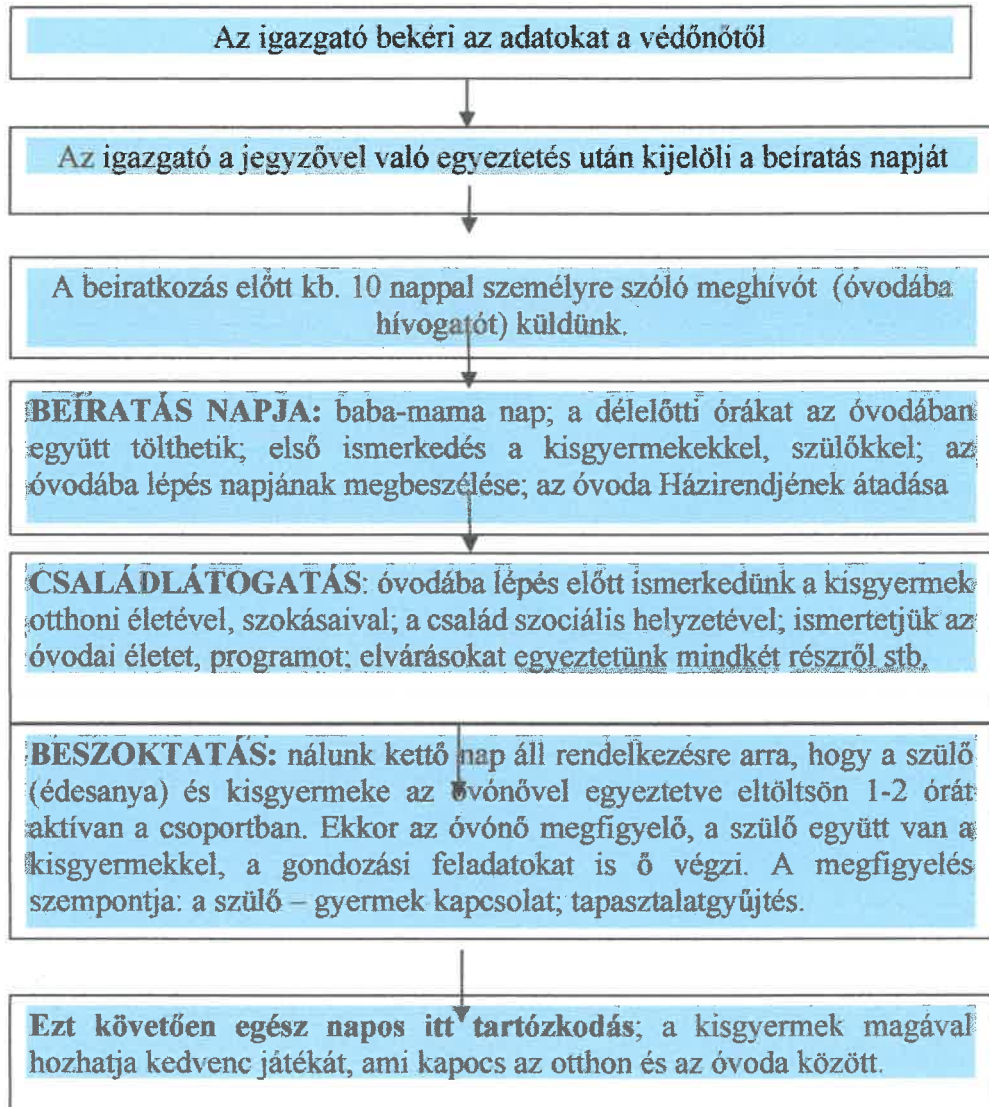 Az igazgató bekéri az adatokat a védőnőtől
Az igazgató a jegyzővel való egyeztetés után kijelöli a beíratás napját
A beiratkozás előtt kb. 10 nappal személyre szóló meghívót (óvodába
hívogatót) küldünk.
BEÍRATÁS NAPJA: baba-mama nap; a délelőtti órákat az óvodában
együtt tölthetik; első ismerkedés a kisgyermekekkel, szülőkkel; az
óvodába lépés napjának megbeszélése; az óvoda Házirendjének átadása
CSALÁDLÁTOGATÁS: óvodába lépés előtt ismerkedünk a kisgyermek
otthoni életével, szokásaival; a család szociális helyzetével; ismertetjük az
óvodai életet, programot; elvárásokat egyeztetünk mindkét részről stb.
BESZOKTATÁS: nálunk kettő nap áll rendelkezésre arra, hogy a szülő
(édesanya) és kisgyermeke az óvónővel egyeztetve eltöltsön 1-2 órát
aktívan a csoportban. Ekkor az óvónő megfigyelő, a szülő együtt van a
kisgyermekkel, a gondozási feladatokat is ő végzi. A megfigyelés
szempontja: a szülő – gyermek kapcsolat; tapasztalatgyűjtés.
Ezt követően egész napos itt tartózkodás; a kisgyermek magával
hozhatja kedvenc játékát, ami kapocs az otthon és az óvoda között.